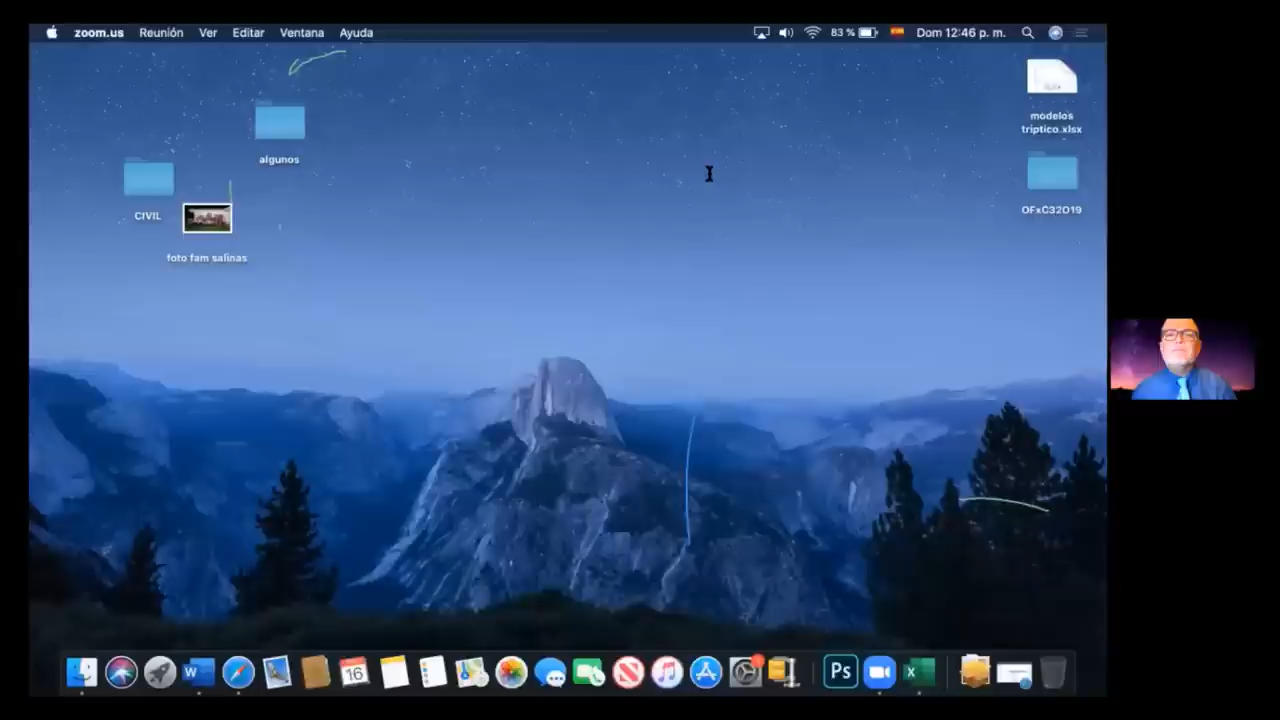 zoom.us Reunión Ver Editar Ventana Ayuda 83 % Dom 12:46 p. m.
algunos
CIVIL
foto fam salinas
modelos
triptico.xlsx
OFxC32019
16
W
Ps
X